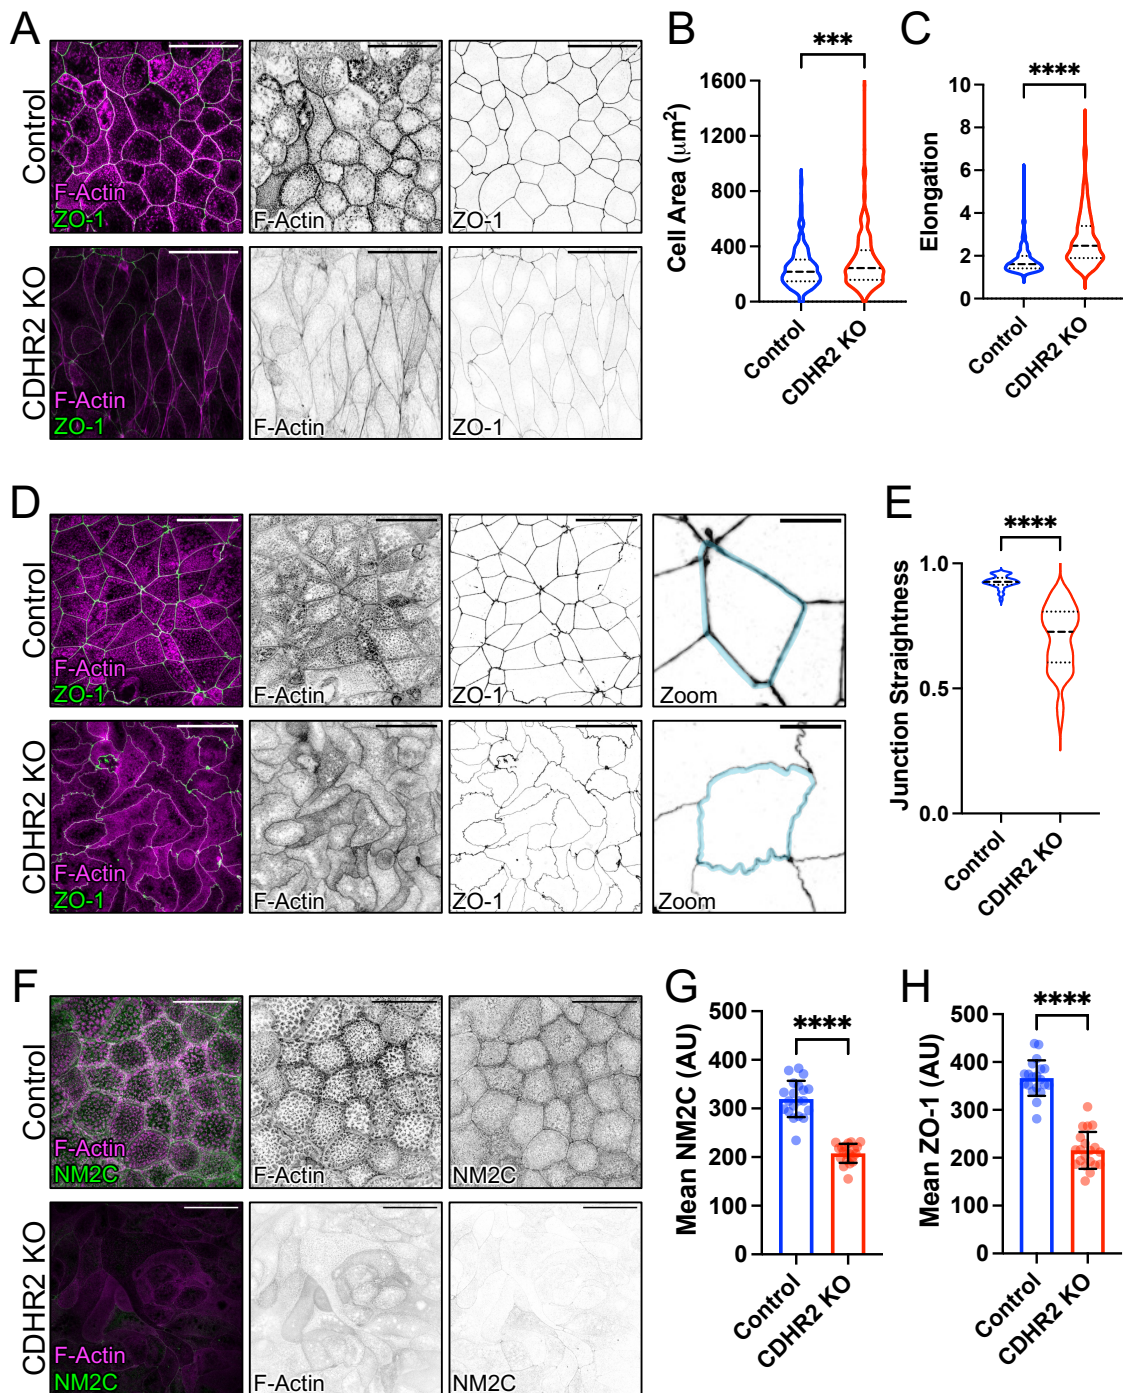 A
Control
F-Actin
ZO-1
F-Actin
ZO-1
CDHR2 KO
F-Actin
ZO-1
F-Actin
ZO-1
B
***
Cell Area (μm²)
1600
1200
800
400
0
Control
CDHR2 KO
C
****
Elongation
10
8
6
4
2
0
Control
CDHR2 KO
D
Control
F-Actin
ZO-1
F-Actin
ZO-1
Zoom
CDHR2 KO
F-Actin
ZO-1
F-Actin
ZO-1
Zoom
E
****
Junction Straightness
1.0
0.5
0.0
Control
CDHR2 KO
F
Control
F-Actin
NM2C
F-Actin
NM2C
CDHR2 KO
F-Actin
NM2C
F-Actin
NM2C
G
****
Mean NM2C (AU)
500
400
300
200
100
0
Control
CDHR2 KO
H
****
Mean ZO-1 (AU)
500
400
300
200
100
0
Control
CDHR2 KO